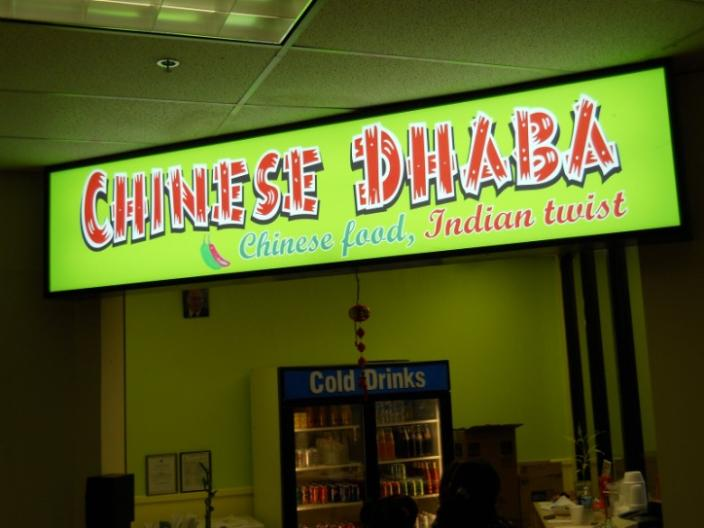 CHINESE DHABA
Chinese food, Indian twist
Cold Drinks